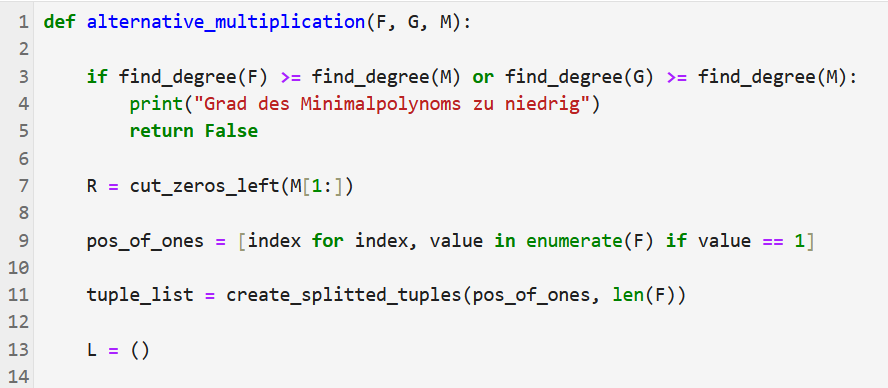 1 def alternative_multiplication(F, G, M):
2
3     if find_degree(F) >= find_degree(M) or find_degree(G) >= find_degree(M):
4         print("Grad des Minimalpolynoms zu niedrig")
5         return False
6
7     R = cut_zeros_left(M[1:])
8
9     pos_of_ones = [index for index, value in enumerate(F) if value == 1]
10
11     tuple_list = create_splitted_tuples(pos_of_ones, len(F))
12
13     L = ()
14